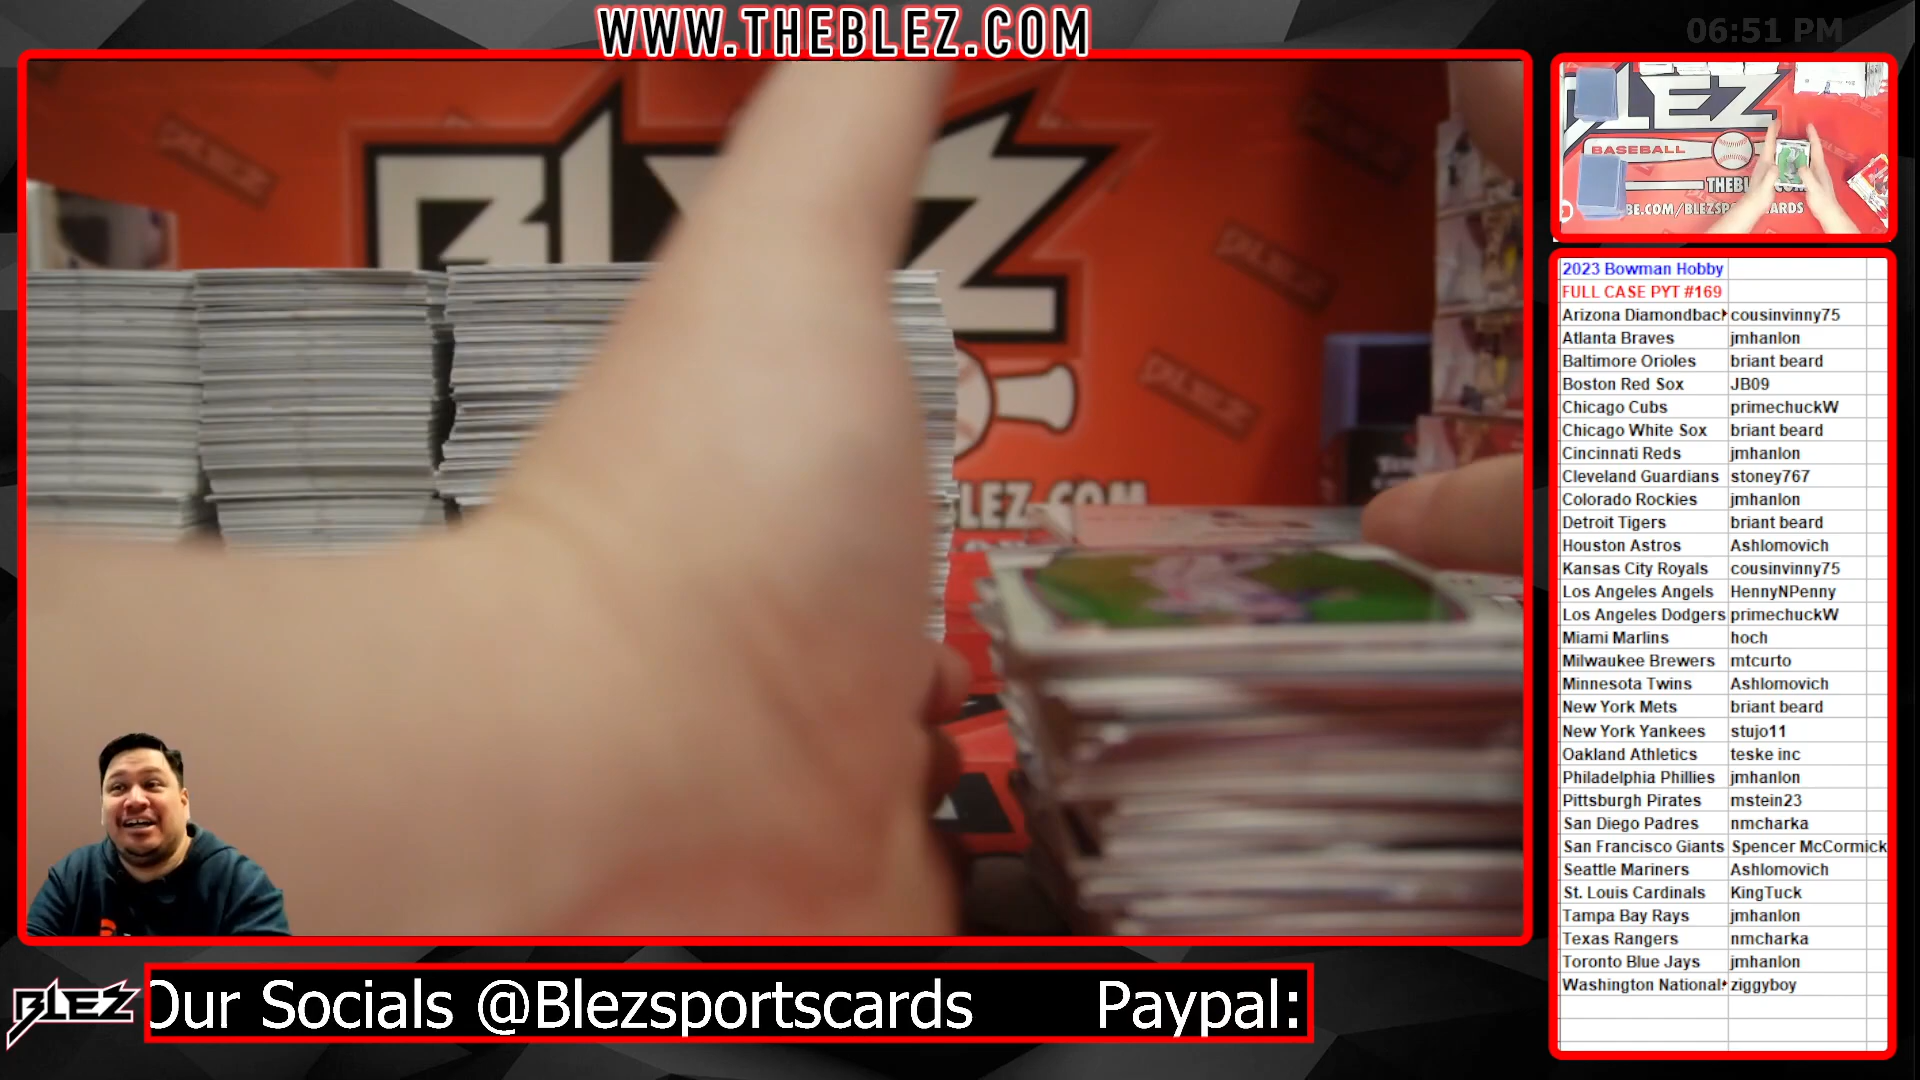 WWW.THEBLEZ.COM
06:51 PM
BLEZ
LEZ.COM
LEZ
BASEBALL
2023 Bowman Hobby
FULL CASE PYT #169
Arizona Diamondbac cousinvinny75
Atlanta Braves jmhanlon
Baltimore Orioles briant beard
Boston Red Sox JB09
Chicago Cubs primechuckW
Chicago White Sox briant beard
Cincinnati Reds jmhanlon
Cleveland Guardians stoney767
Colorado Rockies jmhanlon
Detroit Tigers briant beard
Houston Astros Ashlomovich
Kansas City Royals cousinvinny75
Los Angeles Angels HennyNPenny
Los Angeles Dodgers primechuckW
Miami Marlins hoch
Milwaukee Brewers mtcurto
Minnesota Twins Ashlomovich
New York Mets briant beard
New York Yankees stujo11
Oakland Athletics teske inc
Philadelphia Phillies jmhanlon
Pittsburgh Pirates mstein23
San Diego Padres nmcharka
San Francisco Giants Spencer McCormick
Seattle Mariners Ashlomovich
St. Louis Cardinals KingTuck
Tampa Bay Rays jmhanlon
Texas Rangers nmcharka
Toronto Blue Jays jmhanlon
Washington National ziggyboy
BLEZ
Our Socials @Blezsportscards Paypal: